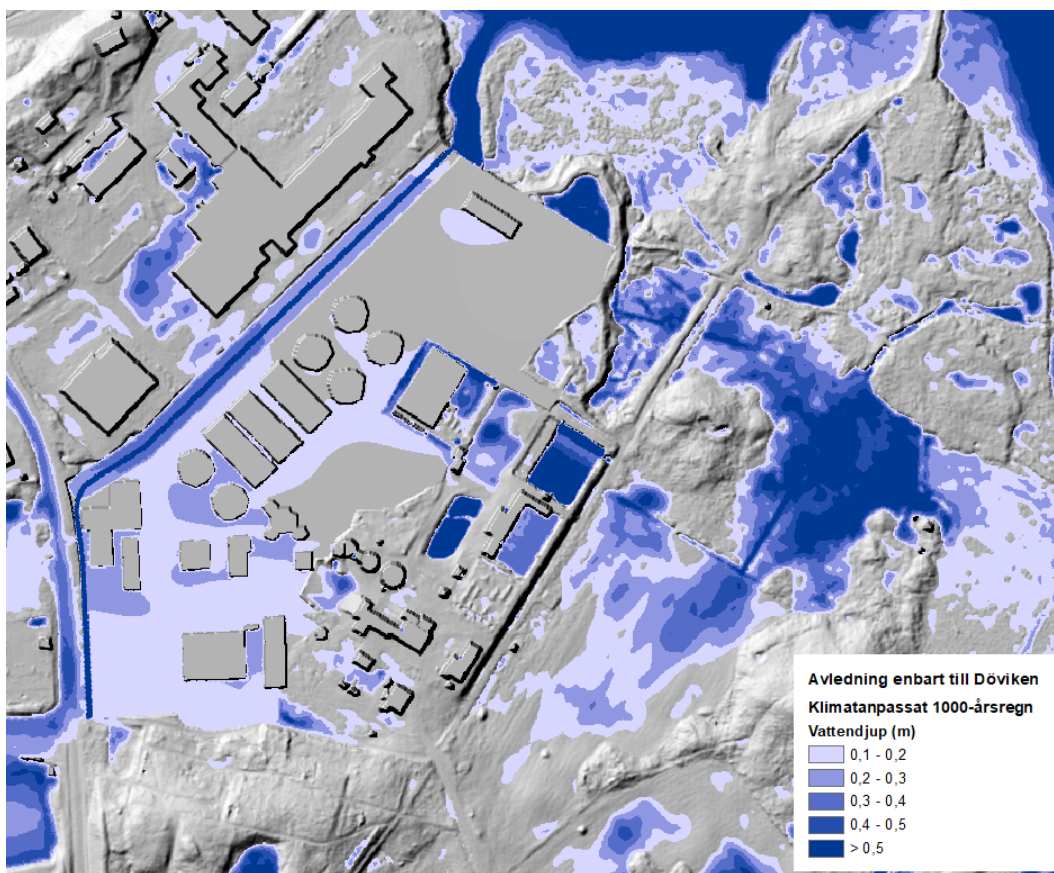 Avledning enbart till Döviken
Klimatanpassat 1000-årsregn
Vattendjup (m)
0,1 - 0,2
0,2 - 0,3
0,3 - 0,4
0,4 - 0,5
> 0,5